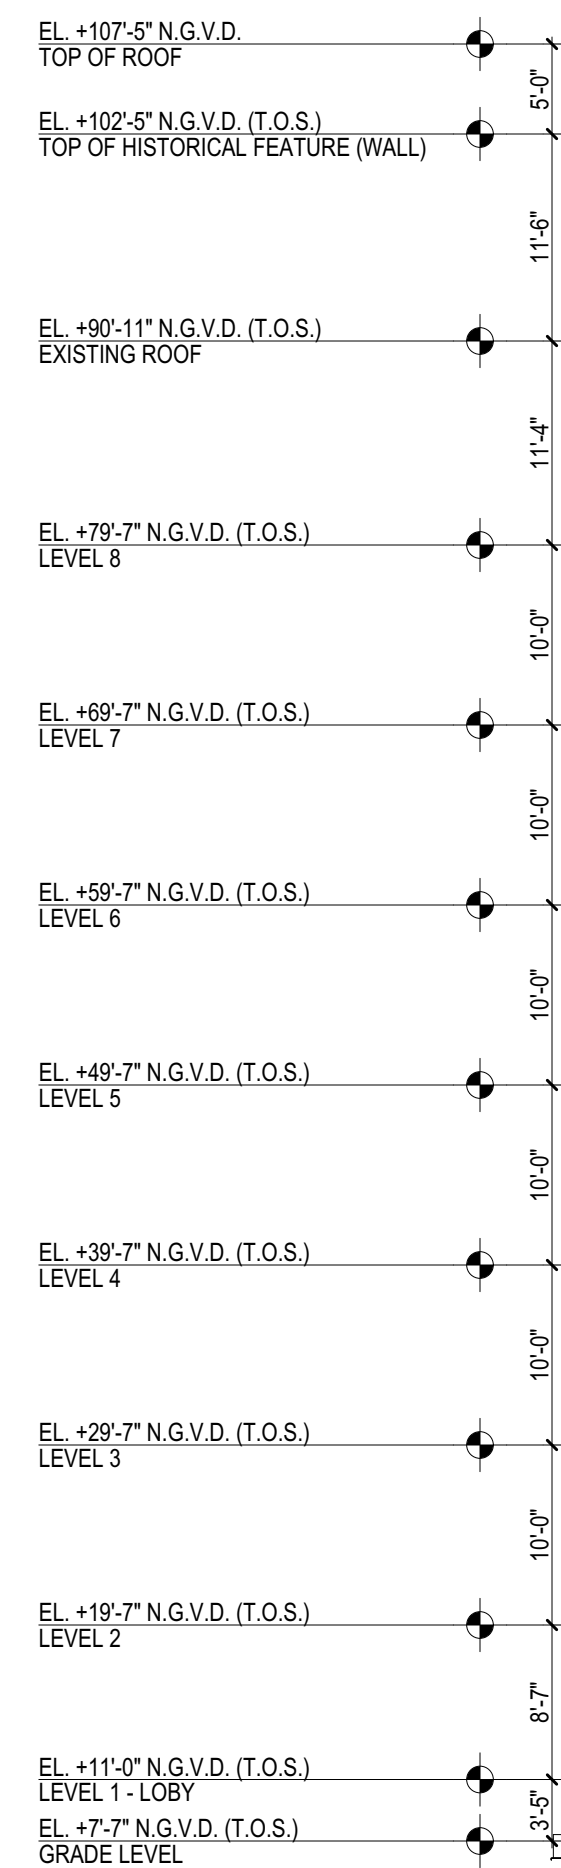 EL. +107'-5" N.G.V.D.
TOP OF ROOF
5'-0"
EL. +102'-5" N.G.V.D. (T.O.S.)
TOP OF HISTORICAL FEATURE (WALL)
11'-6"
EL. +90'-11" N.G.V.D. (T.O.S.)
EXISTING ROOF
11'-4"
EL. +79'-7" N.G.V.D. (T.O.S.)
LEVEL 8
10'-0"
EL. +69'-7" N.G.V.D. (T.O.S.)
LEVEL 7
10'-0"
EL. +59'-7" N.G.V.D. (T.O.S.)
LEVEL 6
10'-0"
EL. +49'-7" N.G.V.D. (T.O.S.)
LEVEL 5
10'-0"
EL. +39'-7" N.G.V.D. (T.O.S.)
LEVEL 4
10'-0"
EL. +29'-7" N.G.V.D. (T.O.S.)
LEVEL 3
10'-0"
EL. +19'-7" N.G.V.D. (T.O.S.)
LEVEL 2
8'-7"
EL. +11'-0" N.G.V.D. (T.O.S.)
LEVEL 1 - LOBY
3'-5"
EL. +7'-7" N.G.V.D. (T.O.S.)
GRADE LEVEL